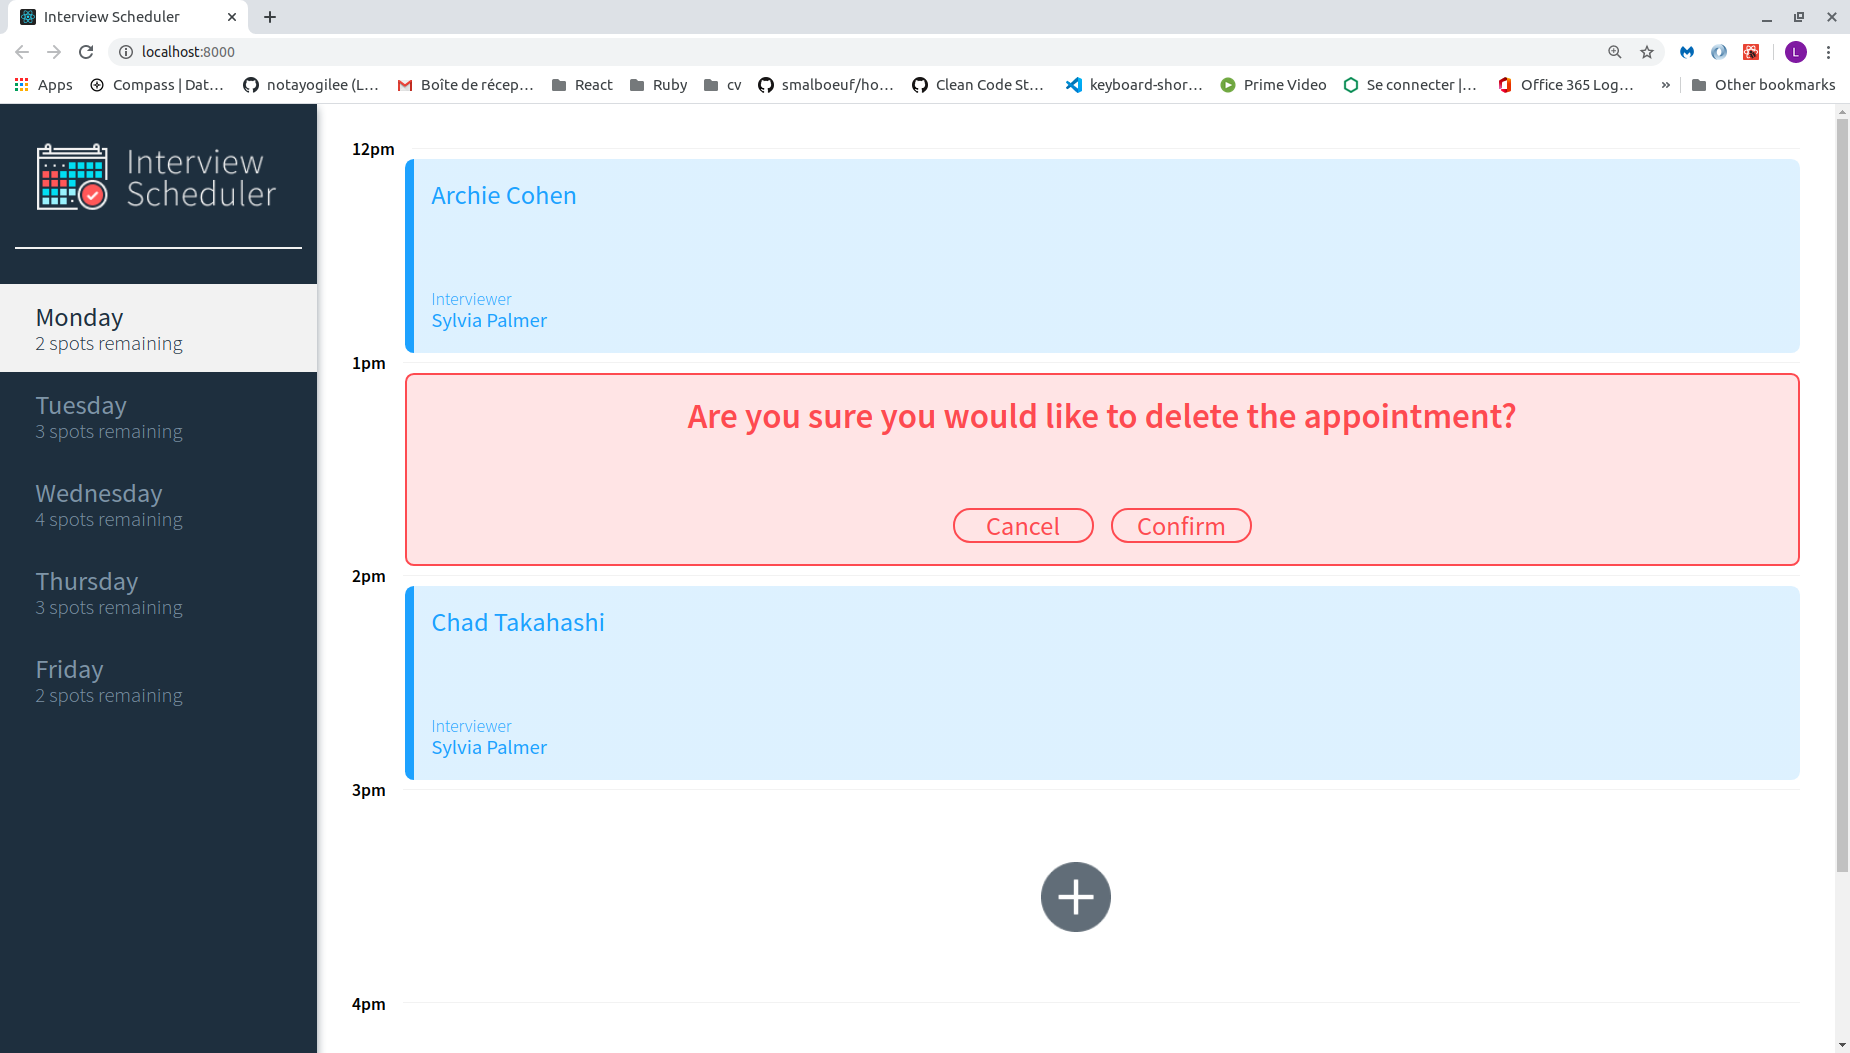 Interview Scheduler
localhost:8000
L
Apps
Compass | Dat...
notayogilee (L...
Boîte de récep...
React
Ruby
cv
smalboeuf/ho...
Clean Code St...
keyboard-shor...
Prime Video
Se connecter |...
Office 365 Log...
»
Other bookmarks
Interview
Scheduler
Monday
2 spots remaining
Tuesday
3 spots remaining
Wednesday
4 spots remaining
Thursday
3 spots remaining
Friday
2 spots remaining
12pm
Archie Cohen
Interviewer
Sylvia Palmer
1pm
Are you sure you would like to delete the appointment?
Cancel Confirm
2pm
Chad Takahashi
Interviewer
Sylvia Palmer
3pm
4pm